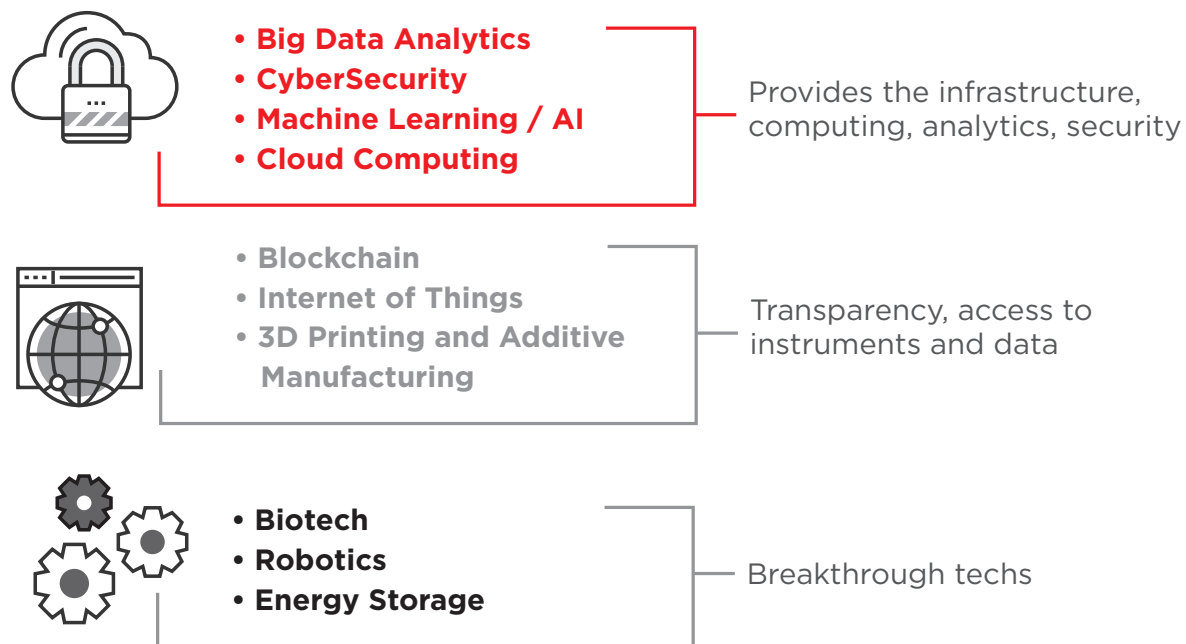 • Big Data Analytics
• CyberSecurity
• Machine Learning / AI
• Cloud Computing
Provides the infrastructure,
computing, analytics, security
• Blockchain
• Internet of Things
• 3D Printing and Additive
Manufacturing
Transparency, access to
instruments and data
• Biotech
• Robotics
• Energy Storage
Breakthrough techs